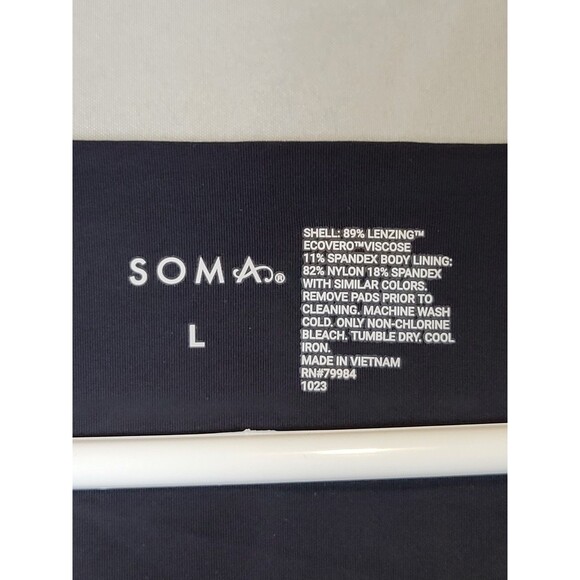 SOMA®
L
SHELL: 89% LENZING™
ECOVERO™VISCOSE
11% SPANDEX BODY LINING:
82% NYLON 18% SPANDEX
WITH SIMILAR COLORS.
REMOVE PADS PRIOR TO
CLEANING. MACHINE WASH
COLD. ONLY NON-CHLORINE
BLEACH. TUMBLE DRY, COOL
IRON.
MADE IN VIETNAM
RN#79984
1023